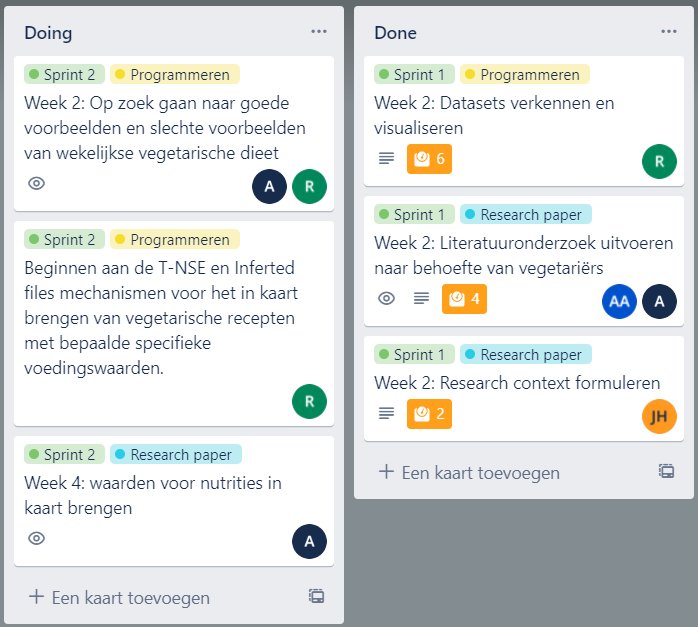 Doing
Sprint 2 Programmeren
Week 2: Op zoek gaan naar goede
voorbeelden en slechte voorbeelden
van wekelijkse vegetarische dieet
A R
Sprint 2 Programmeren
Beginnen aan de T-NSE en Inferted
files mechanismen voor het in kaart
brengen van vegetarische recepten
met bepaalde specifieke
voedingswaarden.
R
Sprint 2 Research paper
Week 4: waarden voor nutrities in
kaart brengen
A
+ Een kaart toevoegen
Done
Sprint 1 Programmeren
Week 2: Datasets verkennen en
visualiseren
6 R
Sprint 1 Research paper
Week 2: Literatuuronderzoek uitvoeren
naar behoefte van vegetariërs
4 AA A
Sprint 1 Research paper
Week 2: Research context formuleren
2 JH
+ Een kaart toevoegen